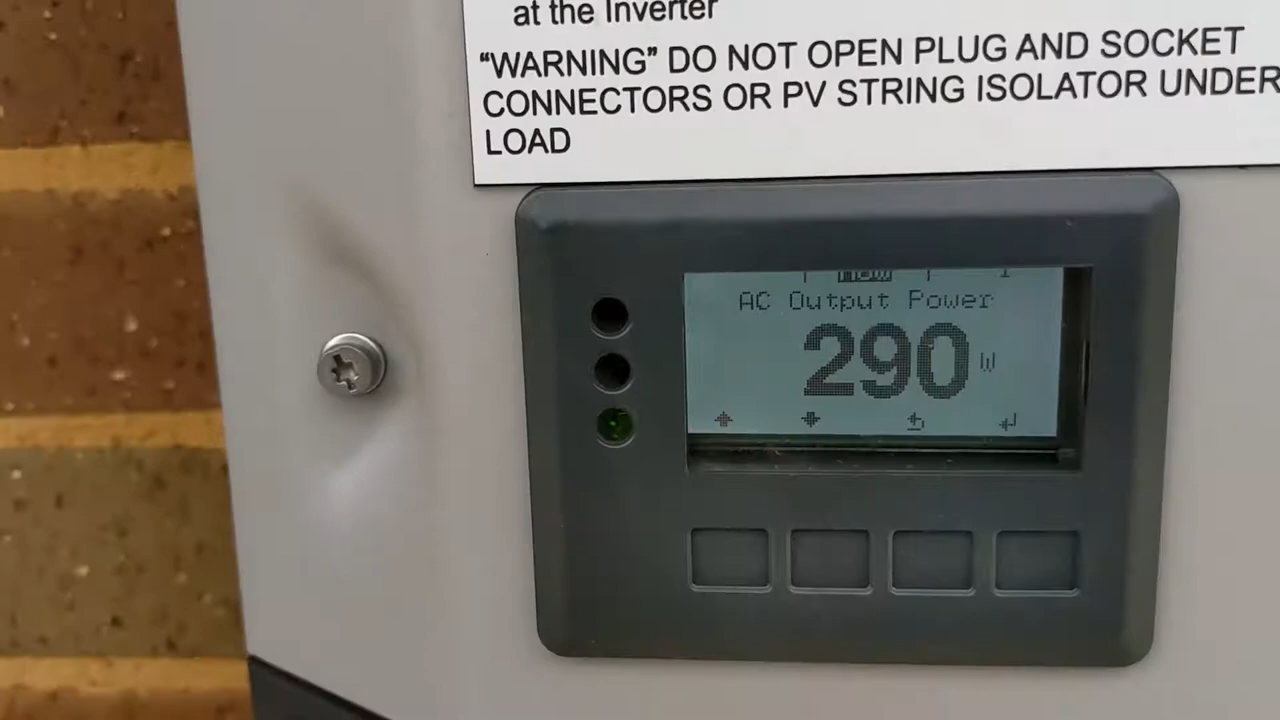 at the Inverter
“WARNING” DO NOT OPEN PLUG AND SOCKET
CONNECTORS OR PV STRING ISOLATOR UNDER
LOAD
AC Output Power
290 W